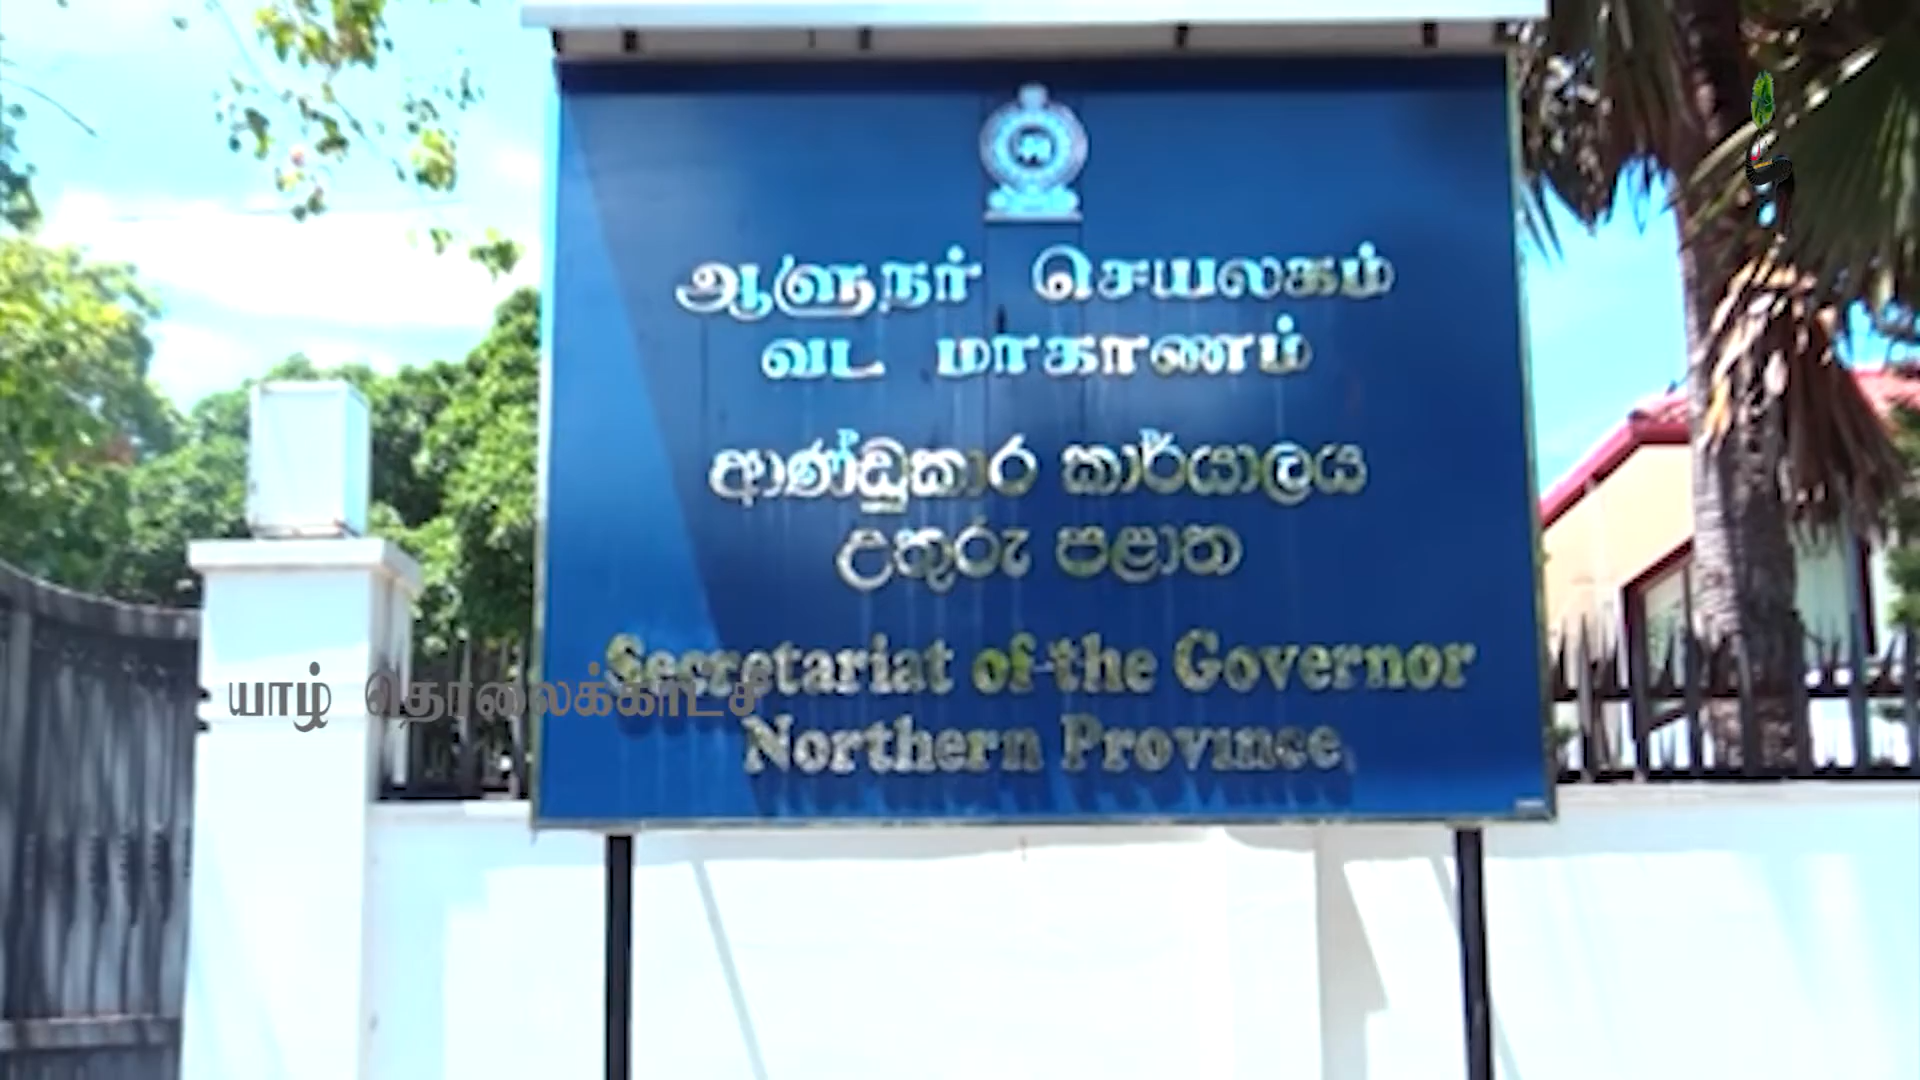 ஆளுநர் செயலகம்
வட மாகாணம்
ආණ්ඩුකාර කාර්යාලය
උතුරු පළාත
Secretariat of the Governor
Northern Province,
யாழ் தொலைக்காட்சி